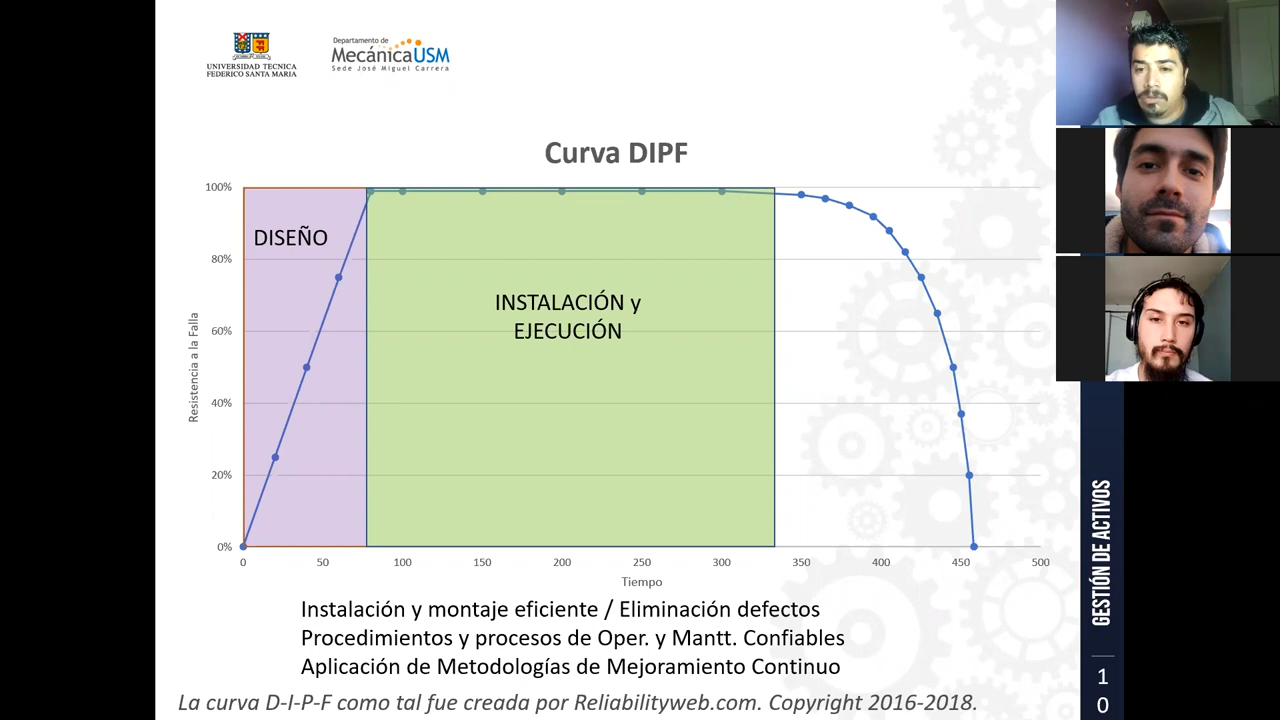 UNIVERSIDAD TECNICA
FEDERICO SANTA MARIA
Departamento de
MecánicaUSM
Sede José Miguel Carrera
Curva DIPF
100%
80%
60%
40%
20%
0%
Resistencia a la Falla
DISEÑO
INSTALACIÓN y
EJECUCIÓN
0 50 100 150 200 250 300 350 400 450 500
Tiempo
Instalación y montaje eficiente / Eliminación defectos
Procedimientos y procesos de Oper. y Mantt. Confiables
Aplicación de Metodologías de Mejoramiento Continuo
La curva D-I-P-F como tal fue creada por Reliabilityweb.com. Copyright 2016-2018.
GESTIÓN DE ACTIVOS
1
0